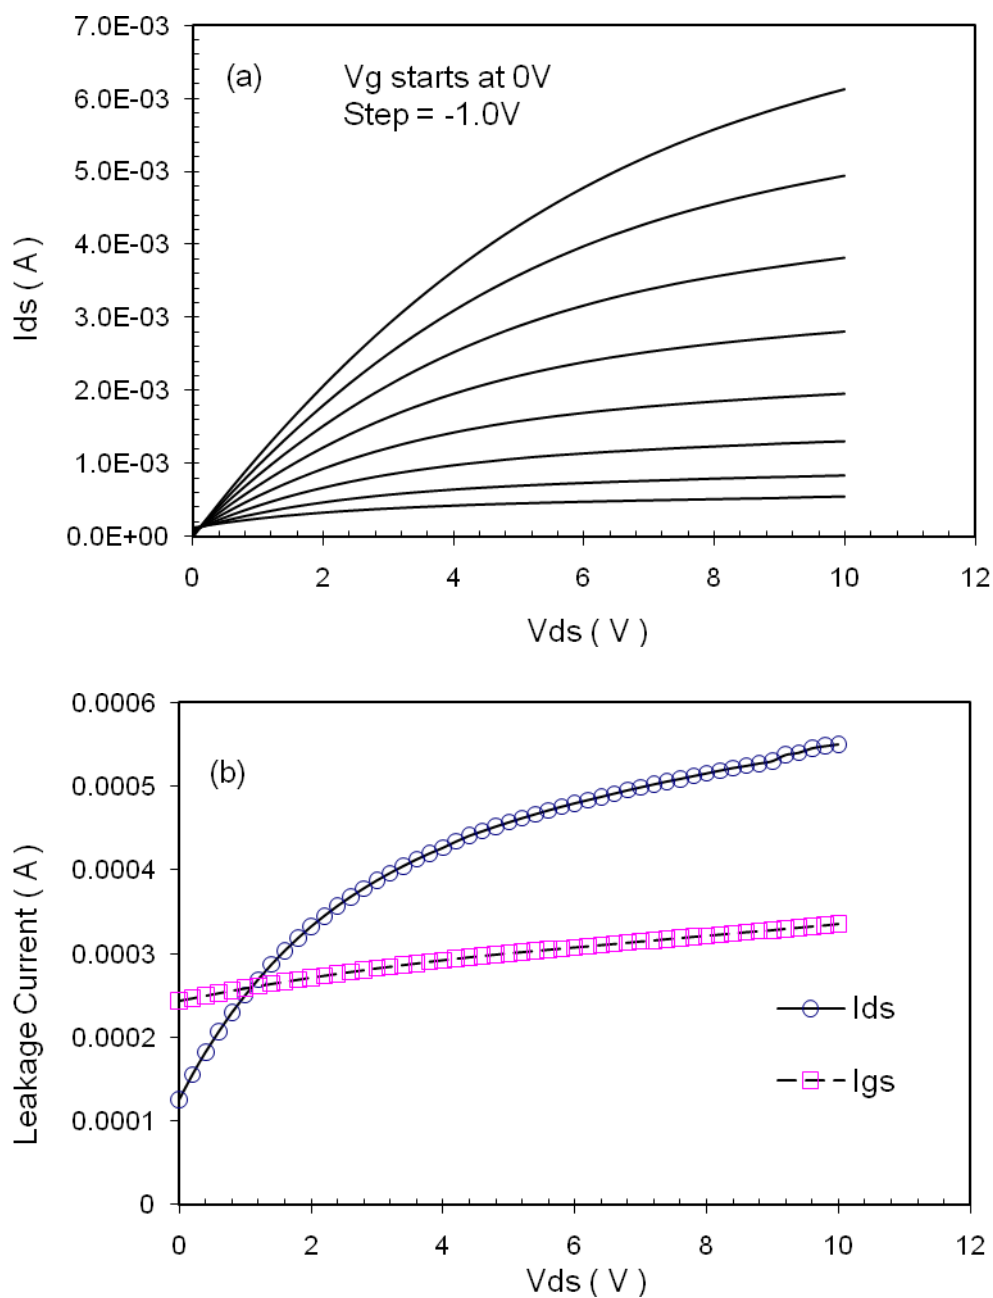 7.0E-03
(a)
Vg starts at 0V
Step = -1.0V
6.0E-03
5.0E-03
4.0E-03
3.0E-03
2.0E-03
1.0E-03
0.0E+00
Ids ( A )
0 2 4 6 8 10 12
Vds ( V )
0.0006
(b)
0.0005
0.0004
0.0003
0.0002
0.0001
0
Leakage Current ( A )
Ids
Igs
0 2 4 6 8 10 12
Vds ( V )